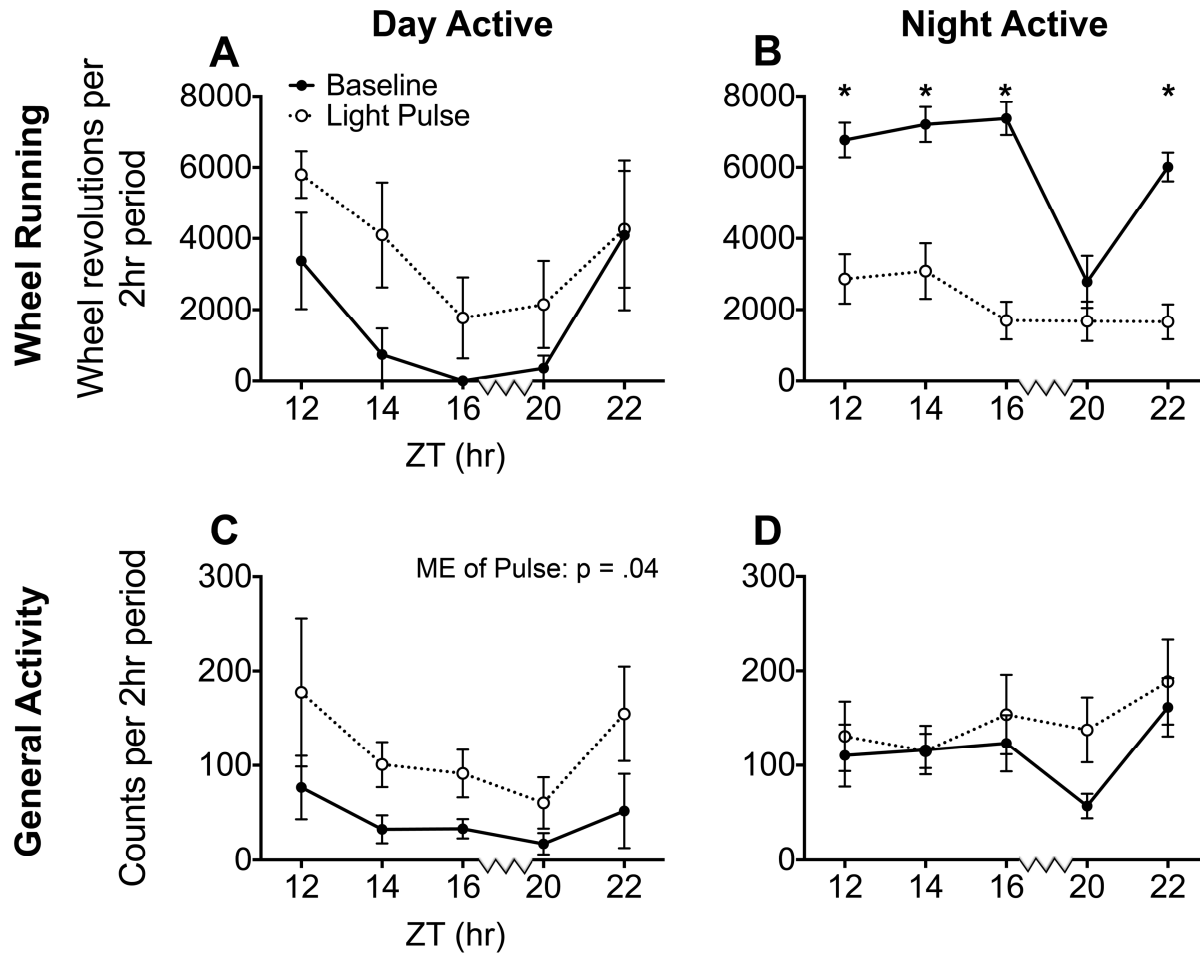 Day Active
Night Active
A
B
Baseline
Light Pulse
Wheel Running
Wheel revolutions per
2hr period
8000
6000
4000
2000
0
12 14 16 20 22
ZT (hr)
* * * *
8000
6000
4000
2000
0
12 14 16 20 22
C
D
General Activity
Counts per 2hr period
ME of Pulse: p = .04
300
200
100
0
12 14 16 20 22
ZT (hr)
300
200
100
0
12 14 16 20 22